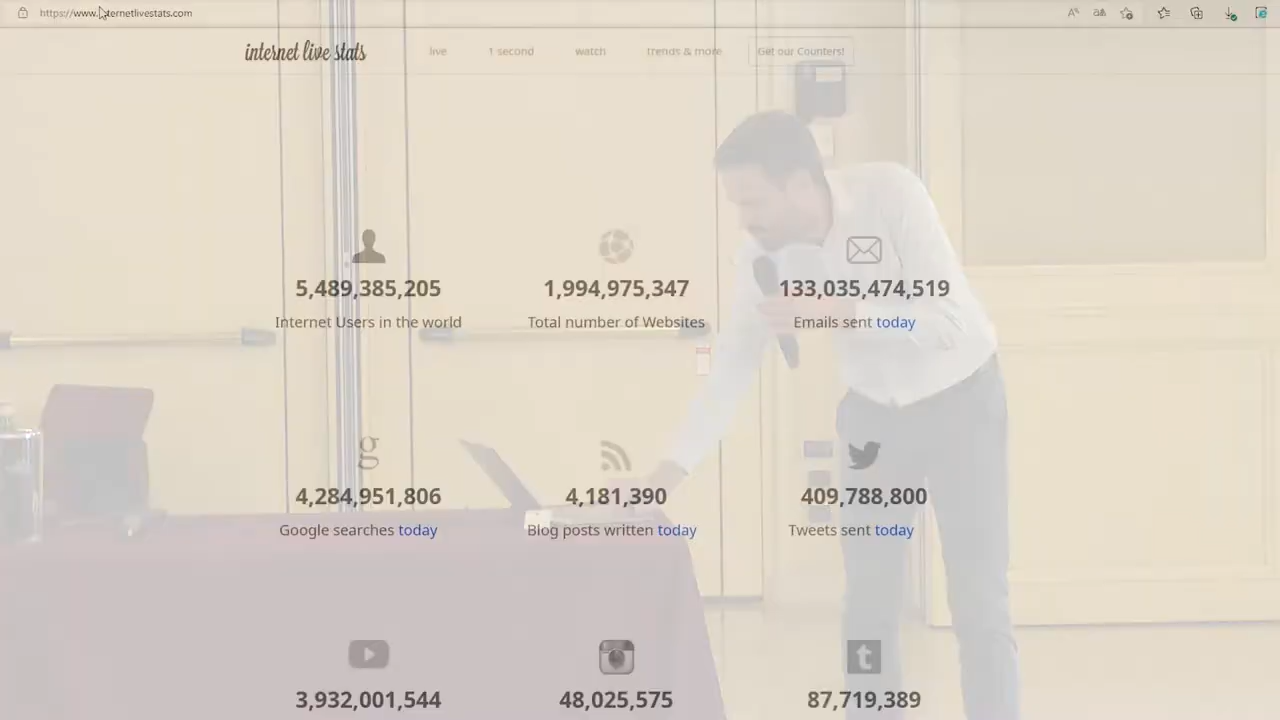 https://www.internetlivestats.com
internet live stats
live
1 second
watch
trends & more
Get our Counters!
5,489,385,205
1,994,975,347
133,035,474,519
Internet Users in the world
Total number of Websites
Emails sent today
4,284,951,806
4,181,390
409,788,800
Google searches today
Blog posts written today
Tweets sent today
3,932,001,544
48,025,575
87,719,389